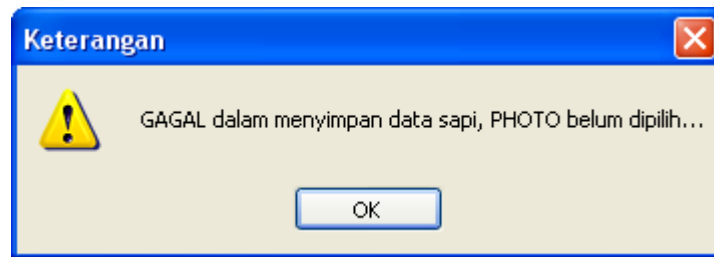 Keterangan
GAGAL dalam menyimpan data sapi, PHOTO belum dipilih...
OK